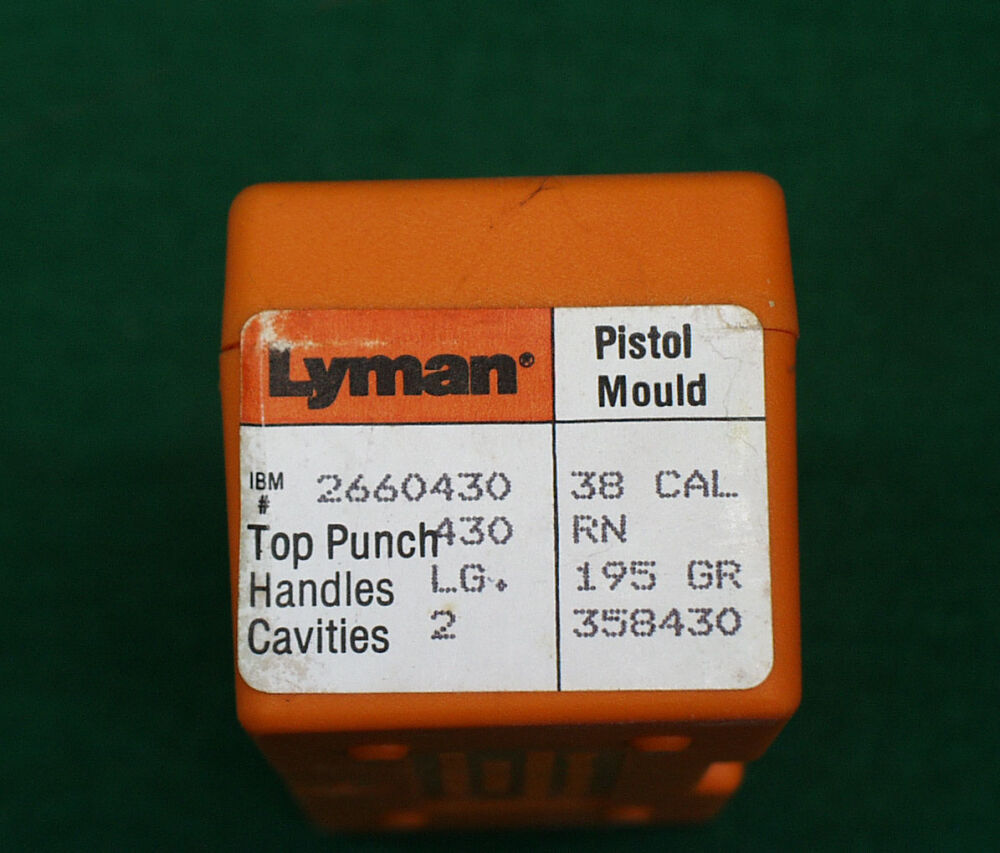 Lyman®
Pistol
Mould
IBM # 2660430
Top Punch 430
Handles LG.
Cavities 2
38 CAL
RN
195 GR
358430